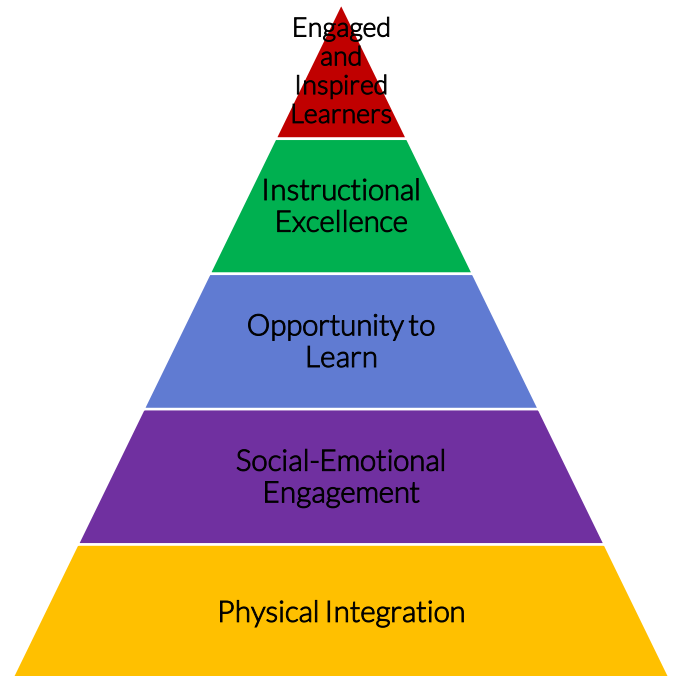 Engaged
and
Inspired
Learners
Instructional
Excellence
Opportunity to
Learn
Social-Emotional
Engagement
Physical Integration